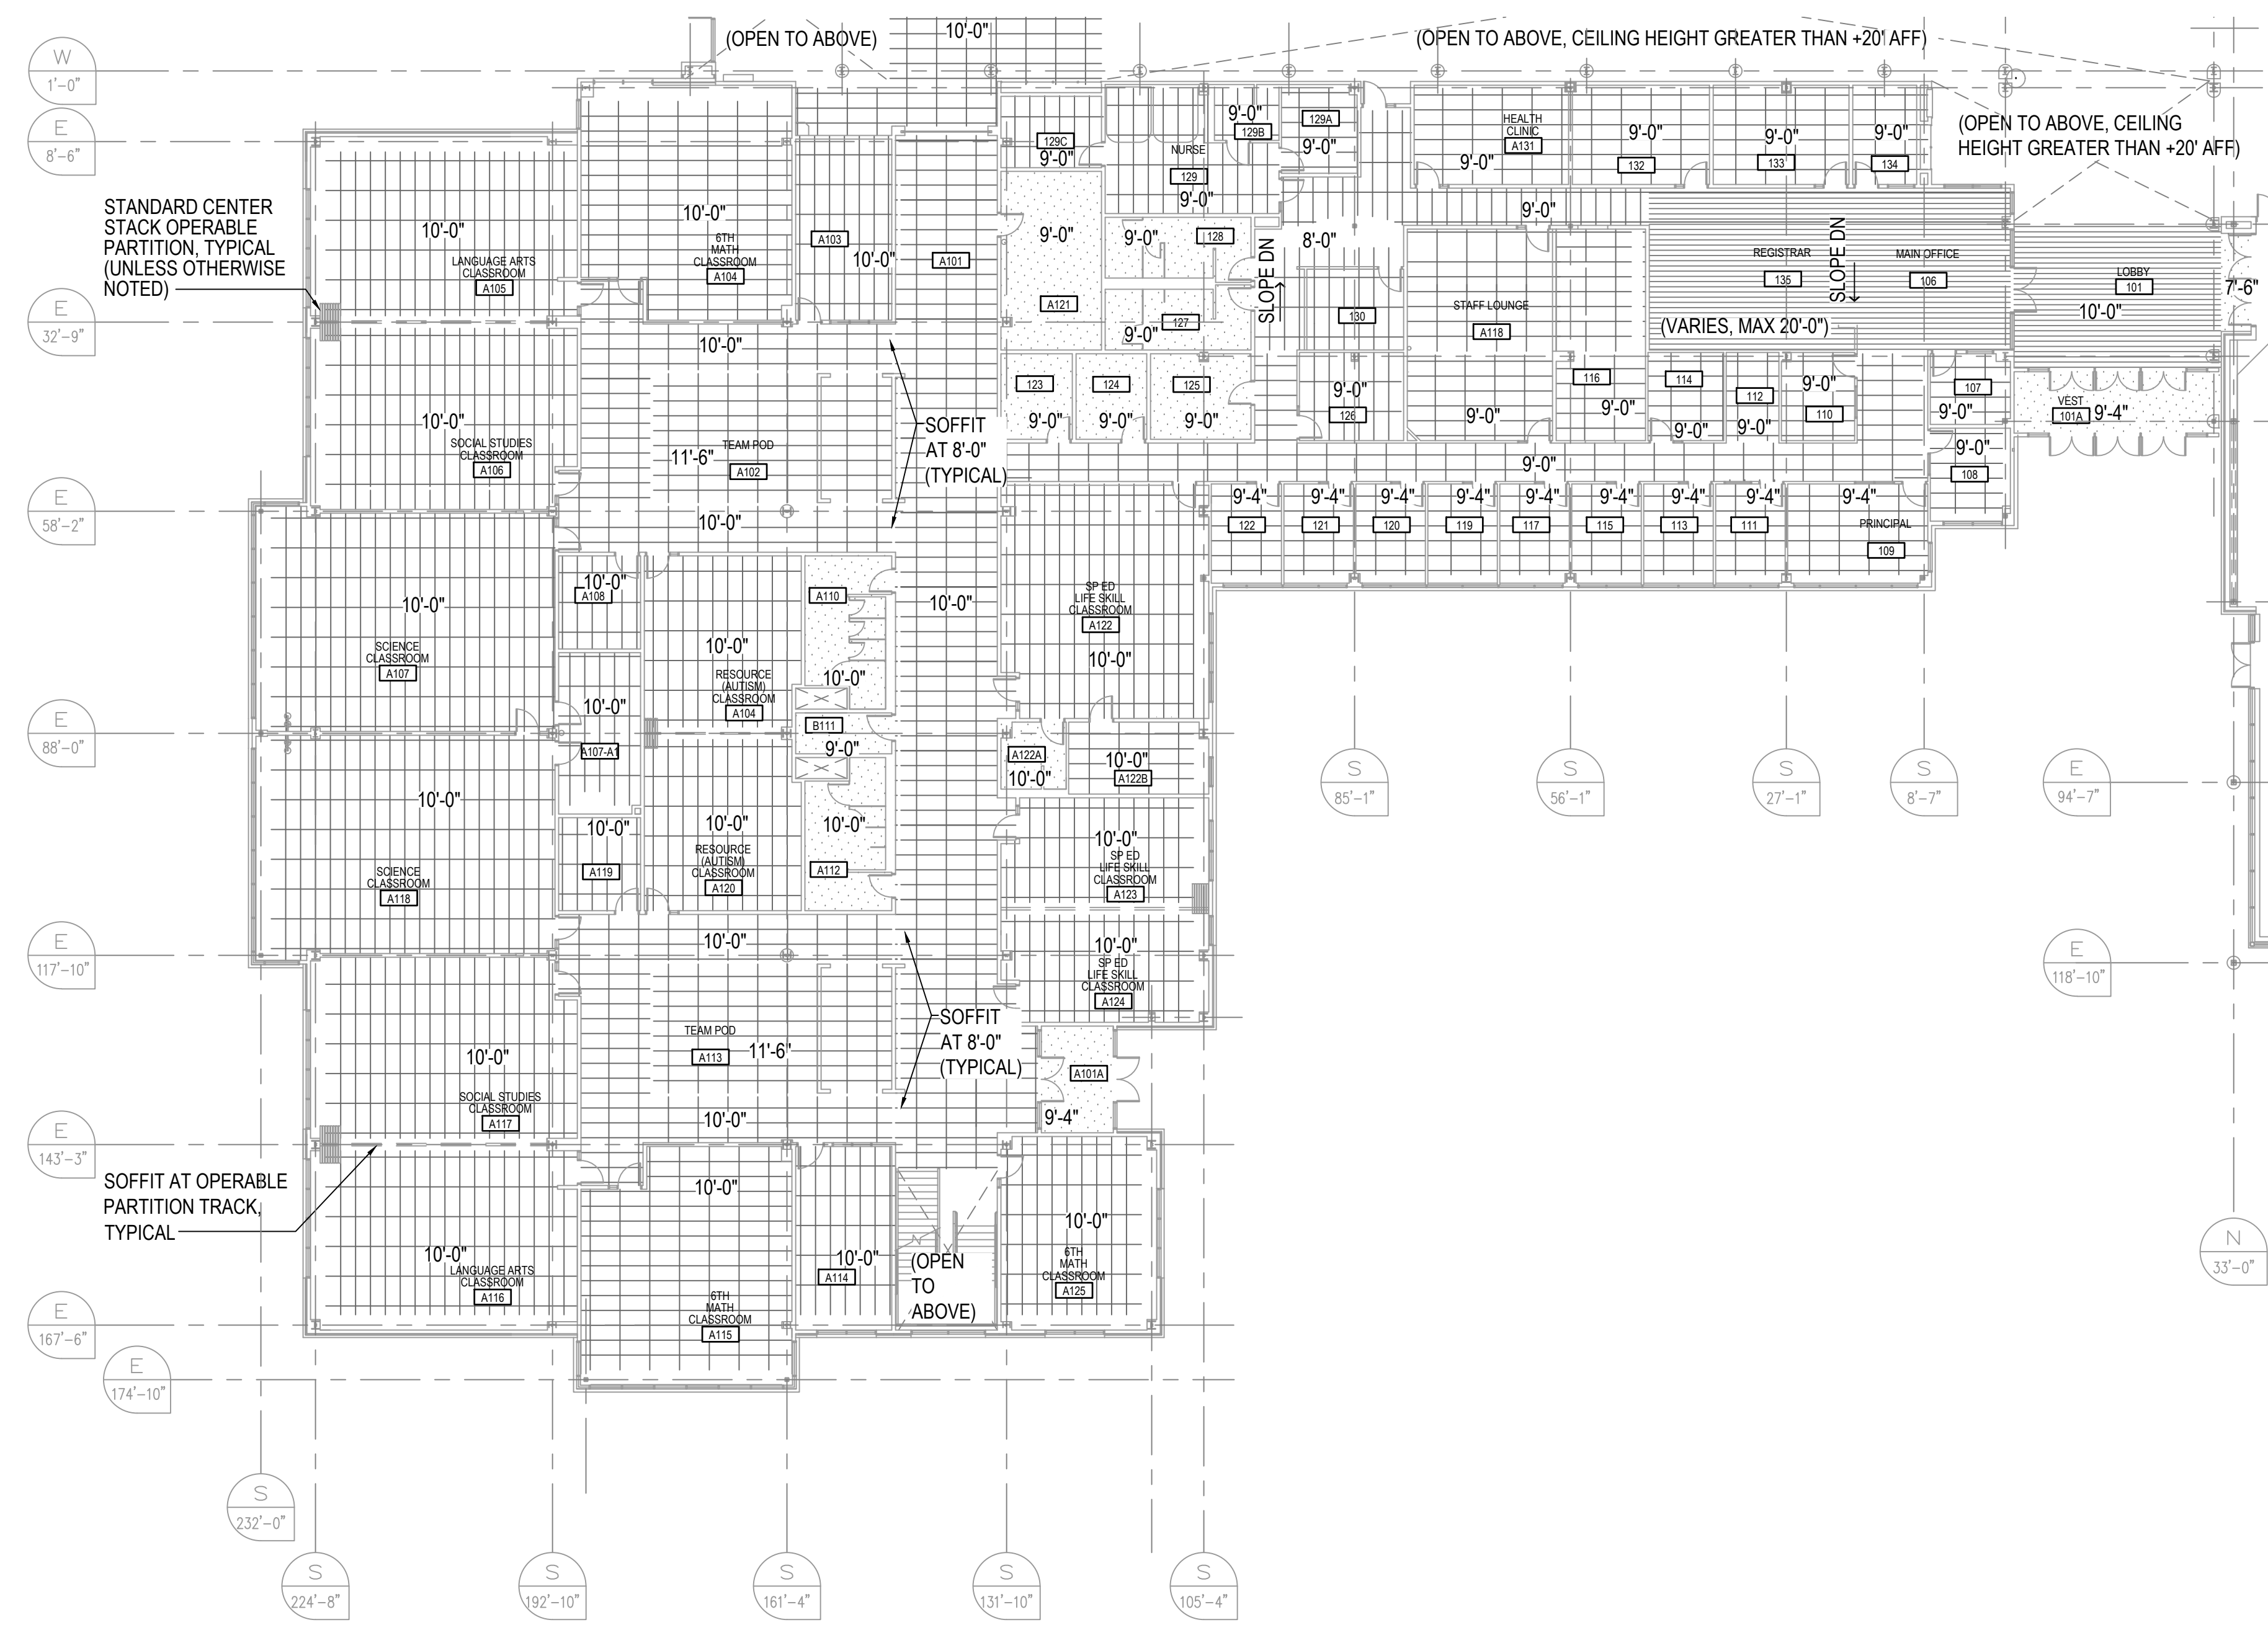 10'-0"
(OPEN TO ABOVE)
(OPEN TO ABOVE, CEILING HEIGHT GREATER THAN +20' AFF)
W
1'-0"
E
8'-6"
(OPEN TO ABOVE, CEILING
HEIGHT GREATER THAN +20' AFF)
STANDARD CENTER
STACK OPERABLE
PARTITION, TYPICAL
(UNLESS OTHERWISE
NOTED)
10'-0"
LANGUAGE ARTS
CLASSROOM
A105
10'-0"
6TH
MATH
CLASSROOM
A104
A103
10'-0"
A101
129C
9'-0"
NURSE
129
9'-0"
9'-0"
129B
129A
9'-0"
HEALTH
CLINIC
A131
9'-0"
9'-0"
132
9'-0"
133
9'-0"
134
9'-0"
9'-0"
A121
9'-0"
128
9'-0"
127
SLOPE DN
8'-0"
130
STAFF LOUNGE
A118
9'-0"
REGISTRAR
135
SLOPE DN
MAIN OFFICE
106
(VARIES, MAX 20'-0")
LOBBY
101
10'-0"
7'-6"
E
32'-9"
10'-0"
SOCIAL STUDIES
CLASSROOM
A106
10'-0"
TEAM POD
11'-6"
A102
10'-0"
SOFFIT
AT 8'-0"
(TYPICAL)
123
9'-0"
124
9'-0"
125
9'-0"
9'-0"
126
116
9'-0"
114
9'-0"
112
9'-0"
9'-0"
110
107
9'-0"
9'-0"
108
VEST
101A
9'-4"
9'-0"
E
58'-2"
9'-4"
122
9'-4"
121
9'-4"
120
9'-4"
119
9'-4"
117
9'-4"
115
9'-4"
113
9'-4"
111
9'-4"
PRINCIPAL
109
10'-0"
SCIENCE
CLASSROOM
A107
10'-0"
A108
10'-0"
RESOURCE
(AUTISM)
CLASSROOM
A104
A110
10'-0"
10'-0"
SP ED
LIFE SKILL
CLASSROOM
A122
10'-0"
E
88'-0"
10'-0"
A107-A1
B111
9'-0"
A122A
10'-0"
10'-0"
A122B
S
85'-1"
S
56'-1"
S
27'-1"
S
8'-7"
E
94'-7"
10'-0"
SCIENCE
CLASSROOM
A118
10'-0"
A119
10'-0"
RESOURCE
(AUTISM)
CLASSROOM
A120
10'-0"
A112
10'-0"
SP ED
LIFE SKILL
CLASSROOM
A123
E
117'-10"
10'-0"
10'-0"
SP ED
LIFE SKILL
CLASSROOM
A124
E
118'-10"
10'-0"
SOCIAL STUDIES
CLASSROOM
A117
TEAM POD
A113
11'-6"
10'-0"
SOFFIT
AT 8'-0"
(TYPICAL)
A101A
9'-4"
E
143'-3"
SOFFIT AT OPERABLE
PARTITION TRACK,
TYPICAL
10'-0"
LANGUAGE ARTS
CLASSROOM
A116
10'-0"
6TH
MATH
CLASSROOM
A115
10'-0"
A114
(OPEN
TO
ABOVE)
10'-0"
6TH
MATH
CLASSROOM
A125
N
33'-0"
E
167'-6"
E
174'-10"
S
232'-0"
S
224'-8"
S
192'-10"
S
161'-4"
S
131'-10"
S
105'-4"